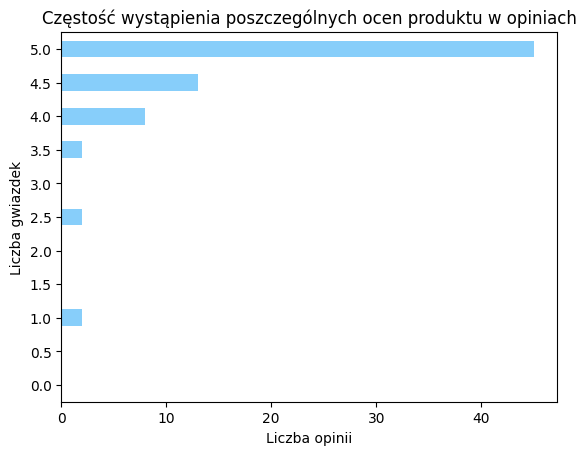 Częstość wystąpienia poszczególnych ocen produktu w opiniach
Liczba gwiazdek
5.0
4.5
4.0
3.5
3.0
2.5
2.0
1.5
1.0
0.5
0.0
0 10 20 30 40
Liczba opinii